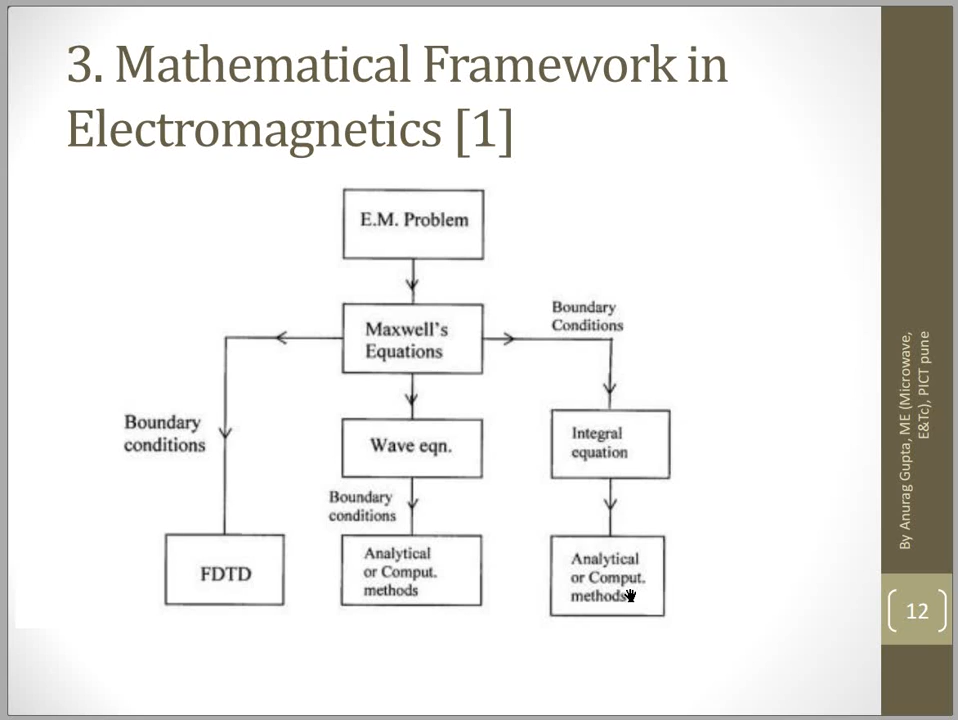 3. Mathematical Framework in
Electromagnetics [1]
E.M. Problem
Maxwell's
Equations
Boundary
Conditions
Boundary
conditions
Wave eqn.
Integral
equation
Boundary
conditions
FDTD
Analytical
or Comput.
methods
Analytical
or Comput.
methods
By Anurag Gupta, ME (Microwave,
E&Tc), PICT pune
12